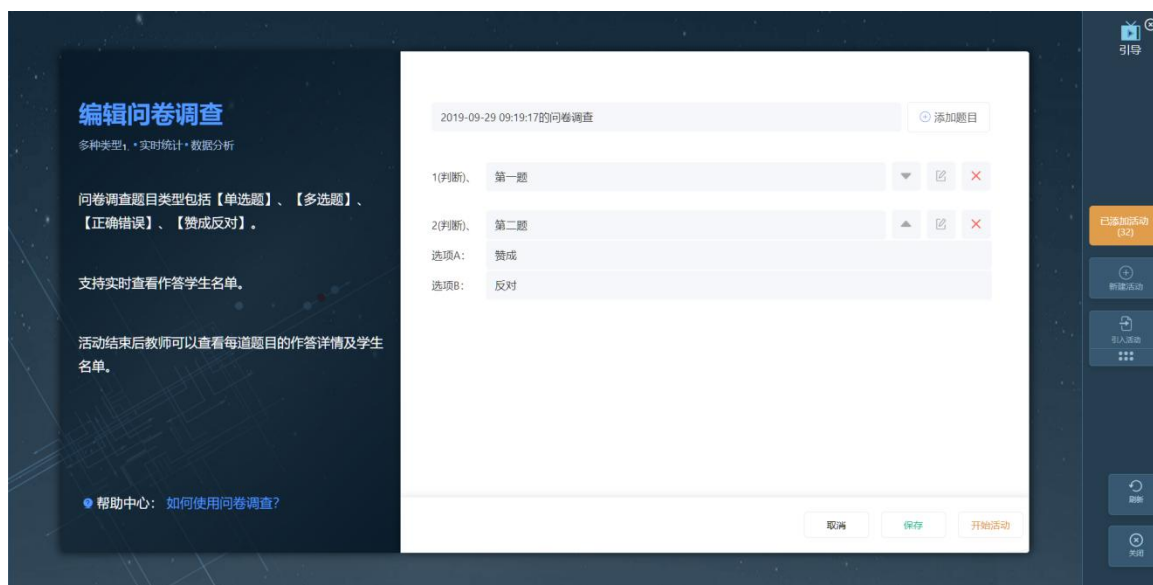 编辑问卷调查
多种类型1.•实时统计•数据分析
问卷调查题目类型包括【单选题】、【多选题】、
【正确错误】、【赞成反对】。
支持实时查看作答学生名单。
活动结束后教师可以查看每道题目的作答详情及学生
名单。
帮助中心： 如何使用问卷调查?
2019-09-29 09:19:17的问卷调查
添加题目
1(判断)、 第一题
2(判断)、 第二题
选项A： 赞成
选项B： 反对
取消 保存 开始活动
引导
已添加活动
(32)
新建活动
引入活动
刷新
关闭